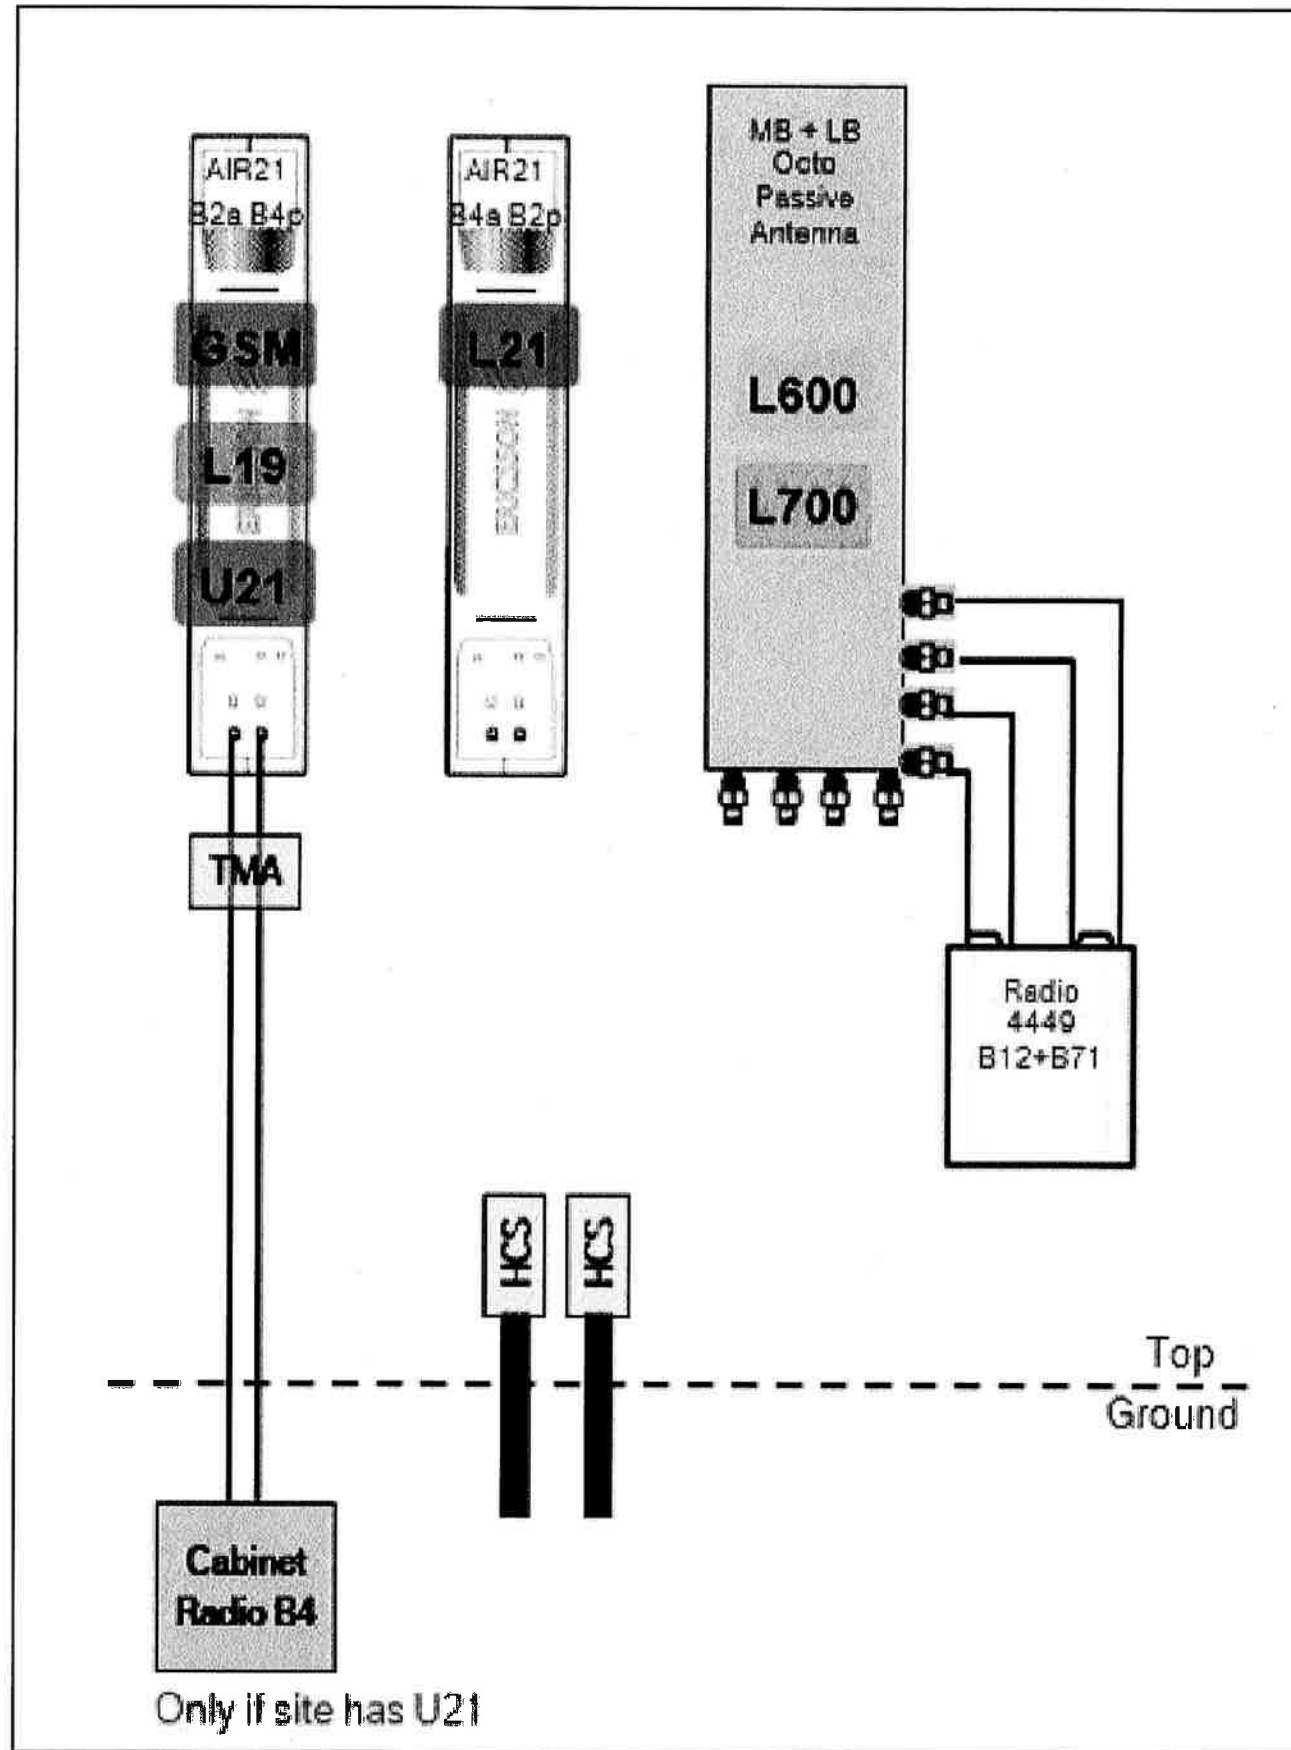 AIR21
B2a B4p
GSM
L19
U21
TMA
AIR21
B4a B2p
L21
ERICSSON
MB + LB
Octo
Passive
Antenna
L600
L700
Radio
4449
B12+B71
HCS
HCS
Top
Ground
Cabinet
Radio B4
Only if site has U21